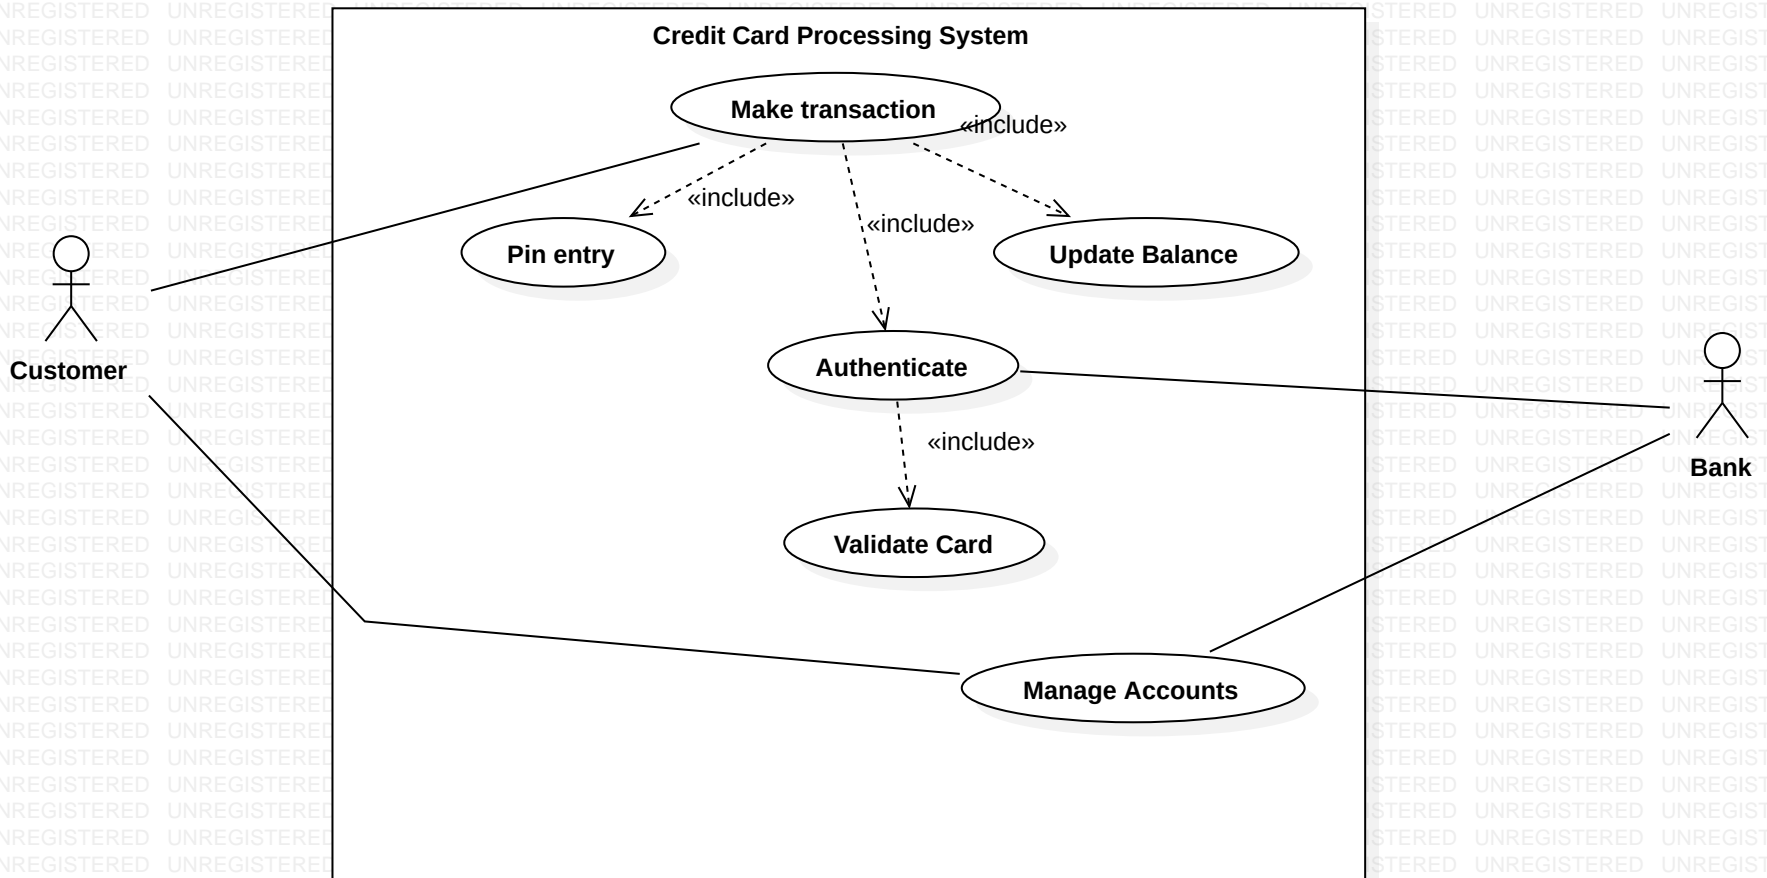 Credit Card Processing System
Make transaction
«include»
«include»
«include»
Pin entry
Update Balance
Customer
Authenticate
Bank
«include»
Validate Card
Manage Accounts
UNREGISTERED